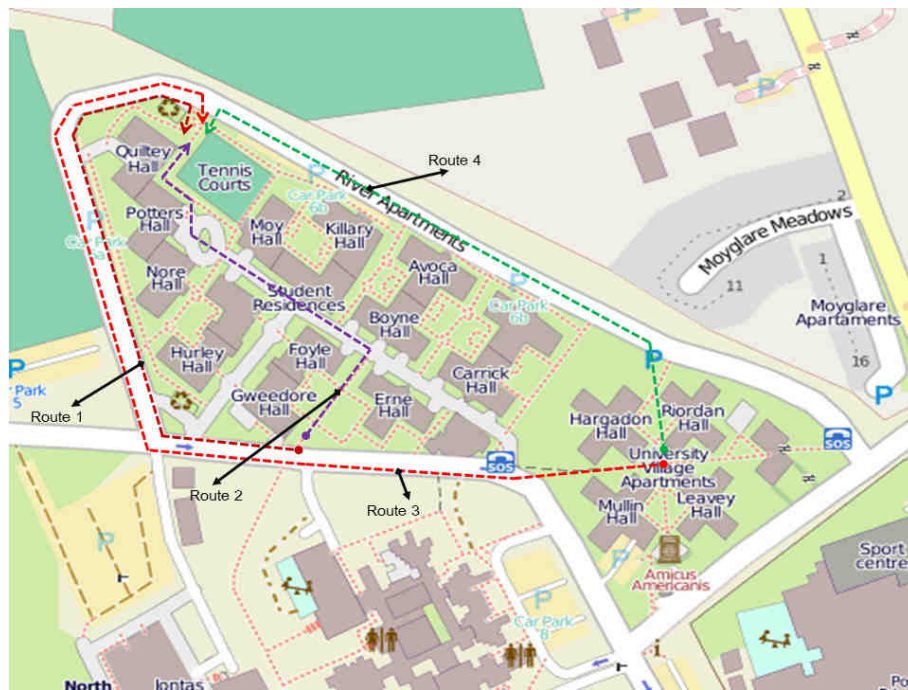 Route 4
River Apartments
Quiltey
Hall
Tennis
Courts
Car Park
6b
Potters
Hall
Moy
Hall
Killary
Hall
Avoca
Hall
Nore
Hall
Student
Residences
Car Park
6b
Boyne
Hall
Hurley
Hall
Foyle
Hall
Gweedore
Hall
Erne
Hall
Carrick
Hall
Moyglare Meadows
2
11
1
16
Moyglare
Apartaments
P
P
P
P
P
P
Car Park
5
Route 1
Route 2
Route 3
SOS
SOS
Hargadon
Hall
Riordan
Hall
University
Village
Apartments
Mullin
Hall
Leavey
Hall
Amicus
Americanis
Sport
centre
P
P
P
Car Park
8
i
North
Iontas
Po